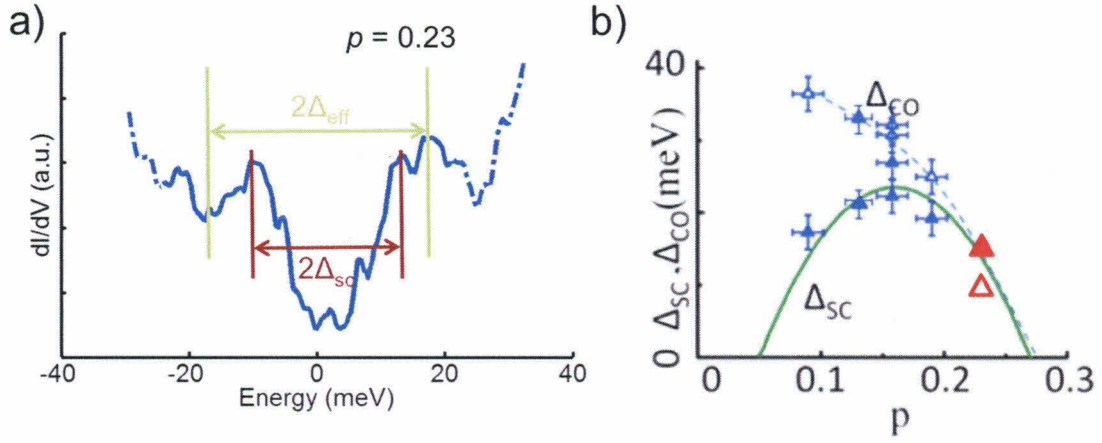 a)
p = 0.23
2Δeff
2Δsc
dI/dV (a.u.)
-40
-20
0
20
40
Energy (meV)
b)
40
ΔCO
ΔSC
0 ΔSC, ΔCO(meV)
0
0.1
0.2
0.3
p